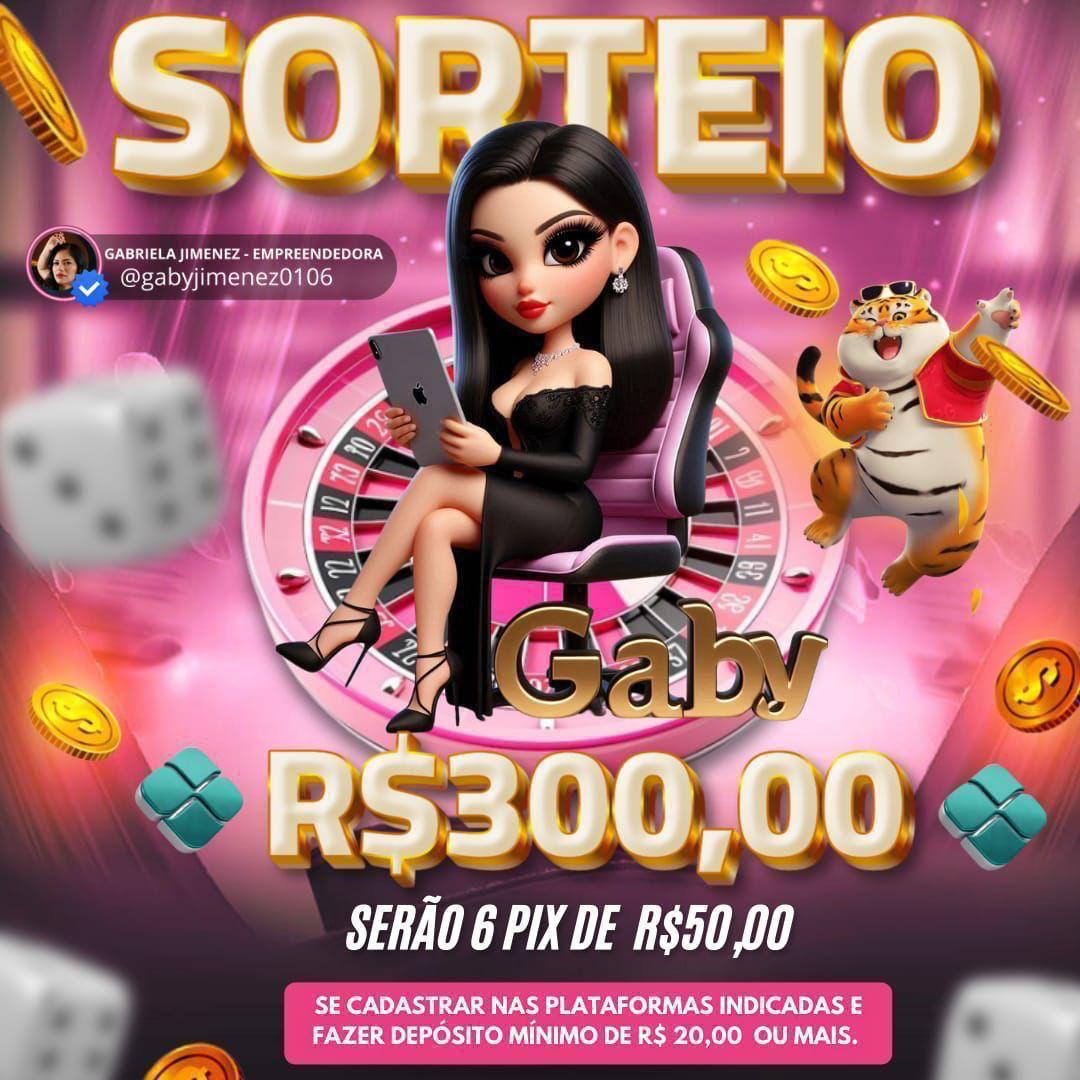 SORTEIO
GABRIELA JIMENEZ - EMPREENDEDORA
@gabyjimenez0106
Gaby
R$300,00
SERÃO 6 PIX DE R$50,00
SE CADASTRAR NAS PLATAFORMAS INDICADAS E
FAZER DEPÓSITO MÍNIMO DE R$ 20,00 OU MAIS.